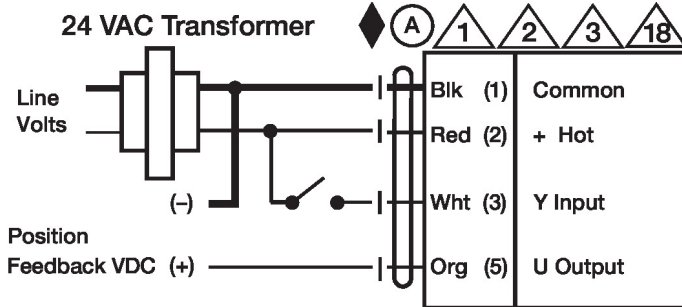 24 VAC Transformer
A 1 2 3 18
Line
Volts
Blk (1) Common
Red (2) + Hot
(–) Wht (3) Y Input
Position
Feedback VDC (+) Org (5) U Output